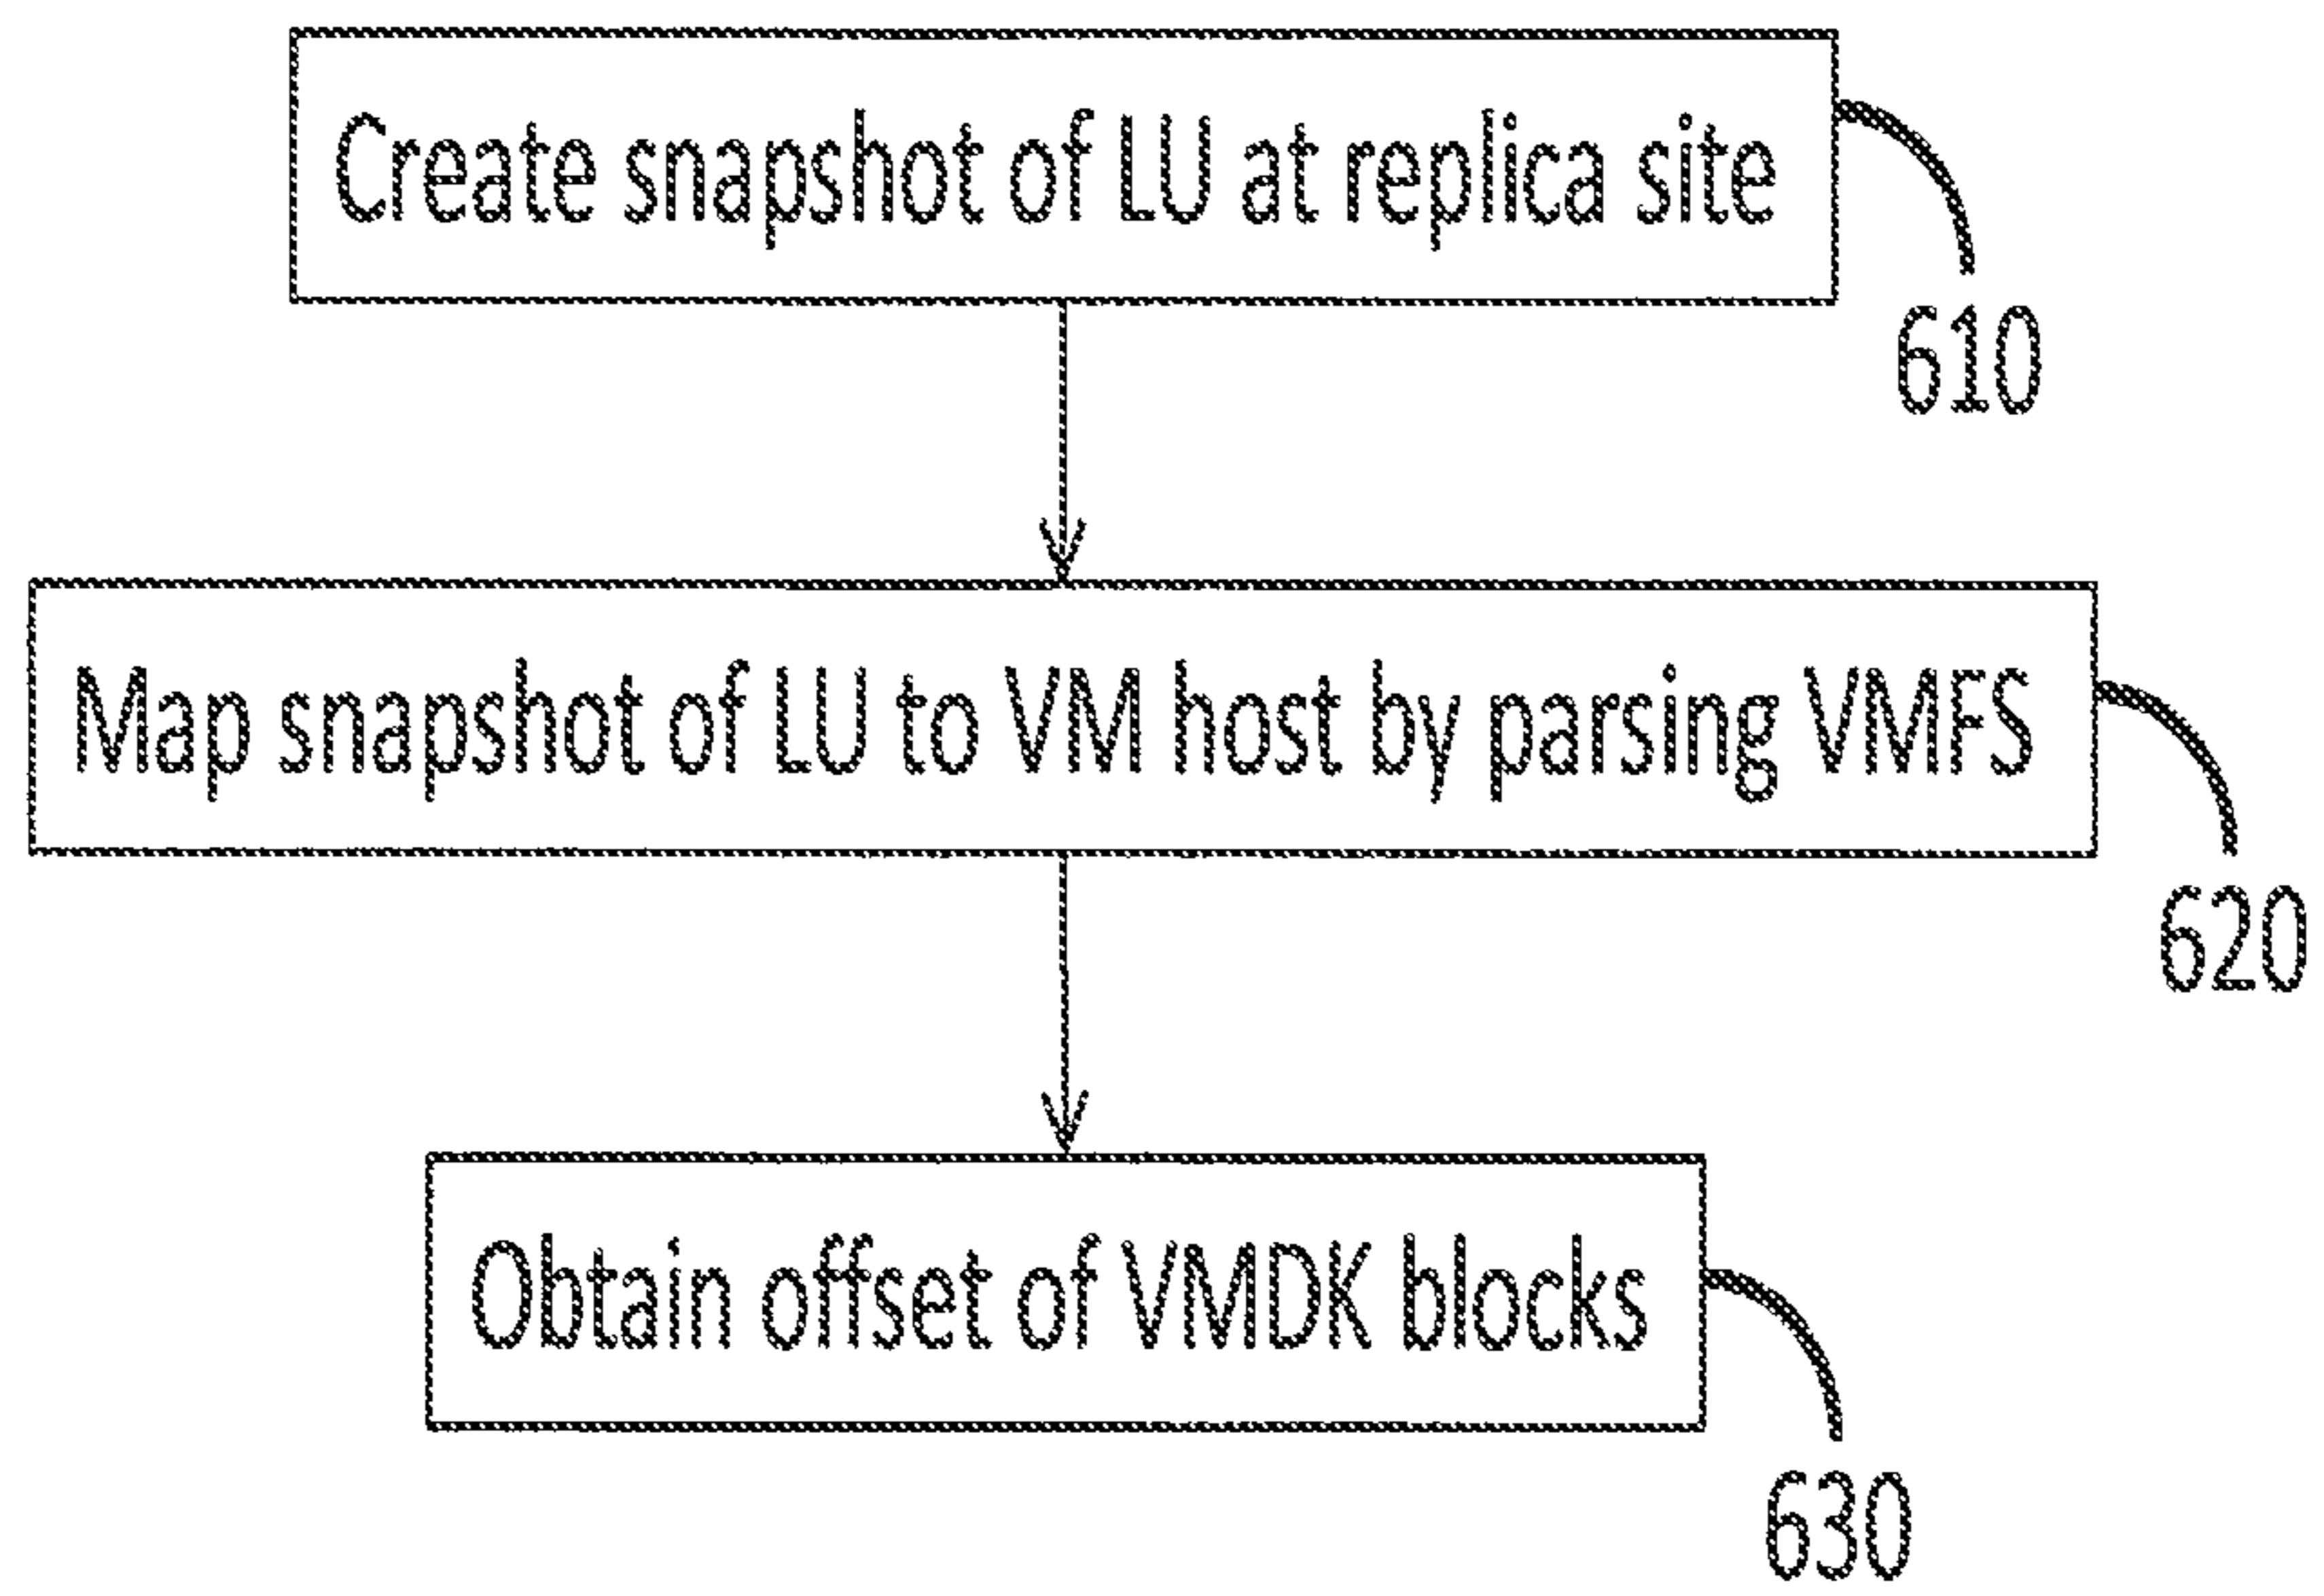 Create snapshot of LU at replica site
610
Map snapshot of LU to VM host by parsing VMFS
620
Obtain offset of VMDK blocks
630